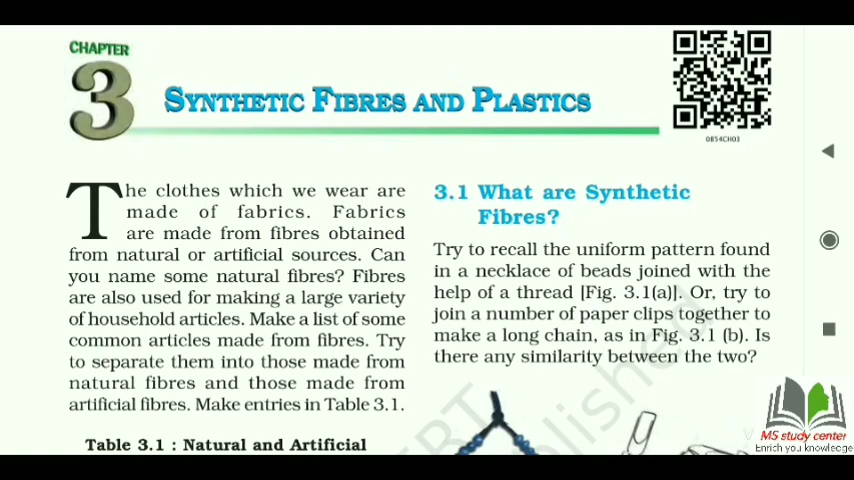 CHAPTER
3
SYNTHETIC FIBRES AND PLASTICS
0854CH03
The clothes which we wear are
made of fabrics. Fabrics
are made from fibres obtained
from natural or artificial sources. Can
you name some natural fibres? Fibres
are also used for making a large variety
of household articles. Make a list of some
common articles made from fibres. Try
to separate them into those made from
natural fibres and those made from
artificial fibres. Make entries in Table 3.1.
Table 3.1 : Natural and Artificial
3.1 What are Synthetic
Fibres?
Try to recall the uniform pattern found
in a necklace of beads joined with the
help of a thread [Fig. 3.1(a)]. Or, try to
join a number of paper clips together to
make a long chain, as in Fig. 3.1 (b). Is
there any similarity between the two?
MS study center
Enrich you knowledge